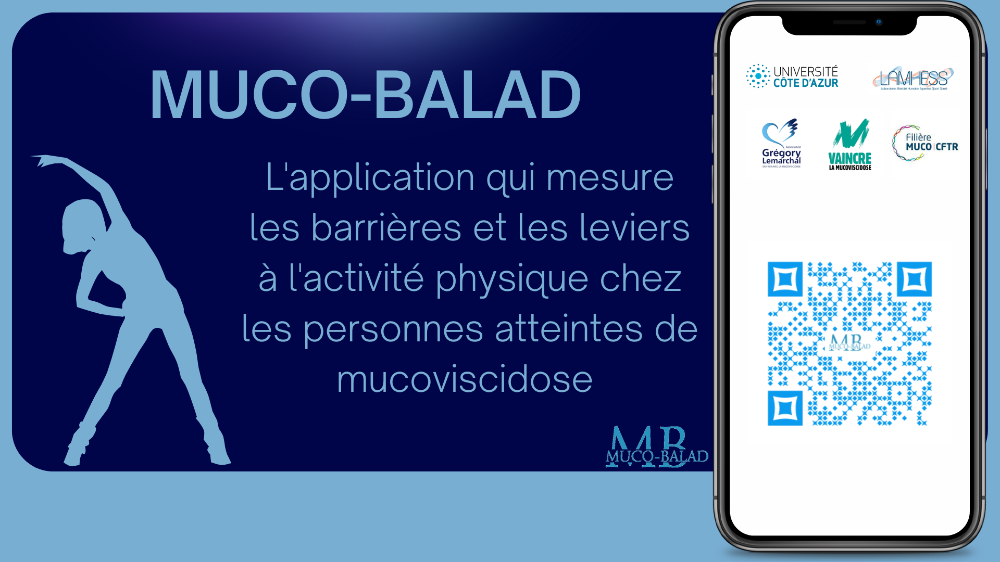 MUCO-BALAD
L'application qui mesure
les barrières et les leviers
à l'activité physique chez
les personnes atteintes de
mucoviscidose
MB
MUCO-BALAD
UNIVERSITÉ
CÔTE D'AZUR
LAMHESS
Laboratoire Motricité Humaine Expertise Sport Santé
Association
Grégory
Lemarchal
EN FINIR AVEC LA MUCOVISCIDOSE
VAINCRE
LA MUCOVISCIDOSE
Filière
MUCO|CFTR
MB
MUCO-BALAD